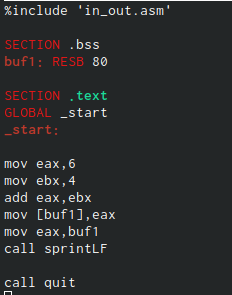 %include 'in_out.asm'
SECTION .bss
buf1: RESB 80
SECTION .text
GLOBAL _start
_start:
mov eax,6
mov ebx,4
add eax,ebx
mov [buf1],eax
mov eax,buf1
call sprintLF
call quit